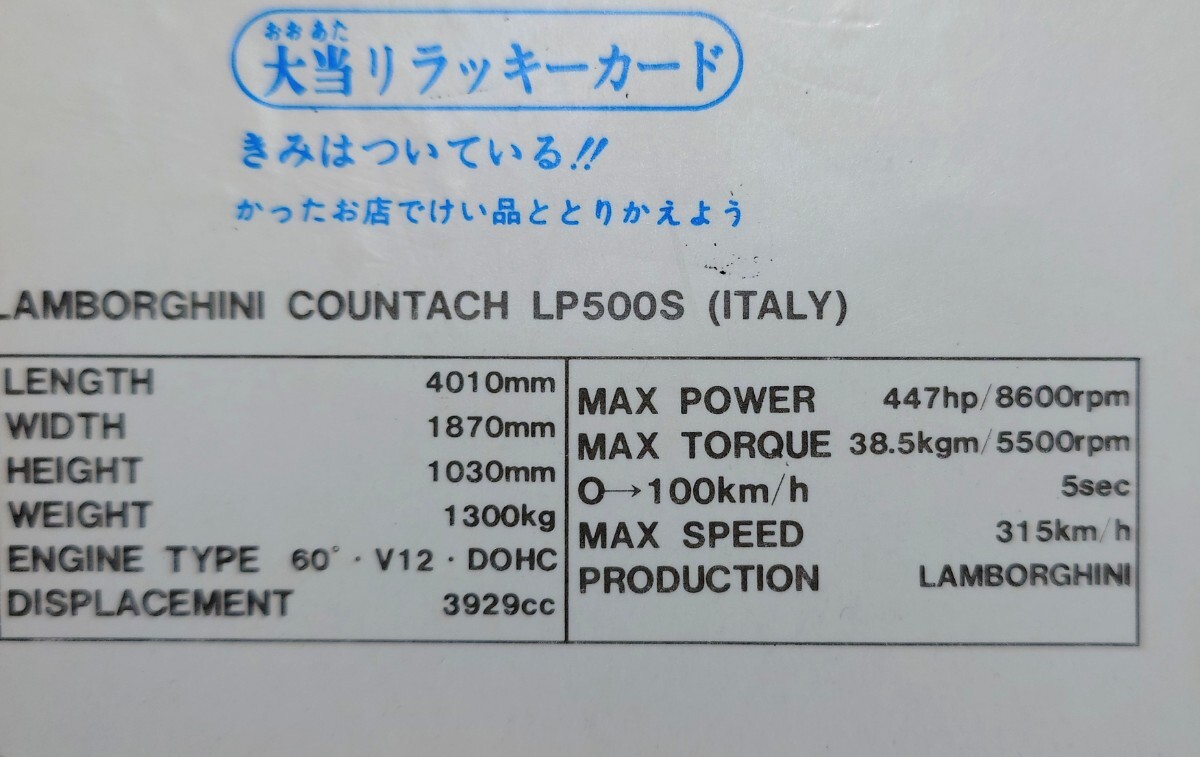 おおあた
大当りラッキーカード
きみはついている!!
かったお店でけい品ととりかえよう
LAMBORGHINI COUNTACH LP500S (ITALY)
LENGTH 4010mm
WIDTH 1870mm
HEIGHT 1030mm
WEIGHT 1300kg
ENGINE TYPE 60°・V12・DOHC
DISPLACEMENT 3929cc
MAX POWER 447hp/8600rpm
MAX TORQUE 38.5kgm/5500rpm
0→100km/h 5sec
MAX SPEED 315km/h
PRODUCTION LAMBORGHINI